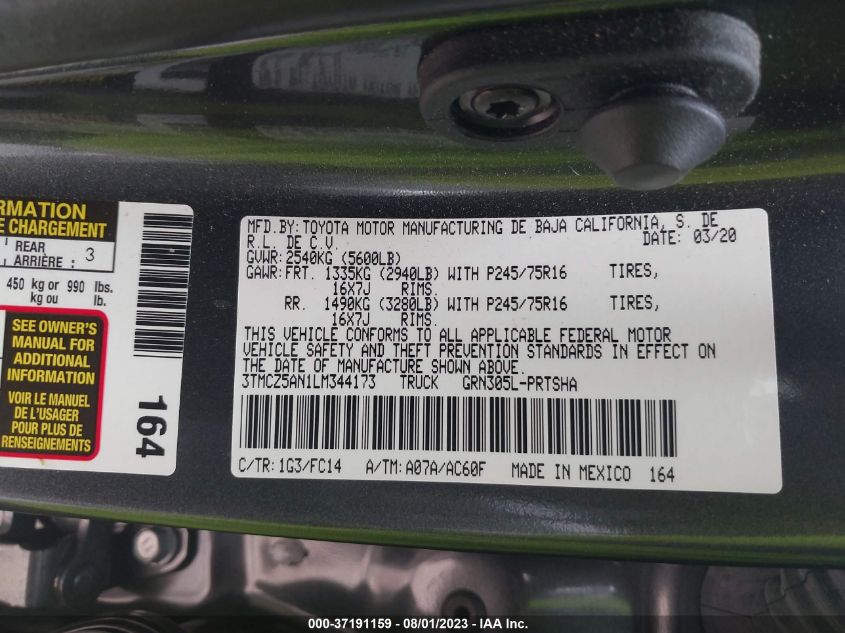 RMATION
E CHARGEMENT
REAR
ARRIÈRE : 3
450 kg or 990 lbs.
kg ou lb.
SEE OWNER'S
MANUAL FOR
ADDITIONAL
INFORMATION
VOIR LE MANUEL
DE L'USAGER
POUR PLUS DE
RENSEIGNEMENTS
164
MFD.BY:TOYOTA MOTOR MANUFACTURING DE BAJA CALIFORNIA, S. DE
R.L. DE C.V. DATE: 03/20
GVWR:2540KG (5600LB)
GAWR:FRT. 1335KG (2940LB) WITH P245/75R16 TIRES,
16X7J RIMS.
RR. 1490KG (3280LB) WITH P245/75R16 TIRES,
16X7J RIMS.
THIS VEHICLE CONFORMS TO ALL APPLICABLE FEDERAL MOTOR
VEHICLE SAFETY AND THEFT PREVENTION STANDARDS IN EFFECT ON
THE DATE OF MANUFACTURE SHOWN ABOVE.
3TMCZ5AN1LM344173 TRUCK GRN305L-PRTSHA
C/TR:1G3/FC14 A/TM:A07A/AC60F MADE IN MEXICO 164
000-37191159 - 08/01/2023 - IAA Inc.